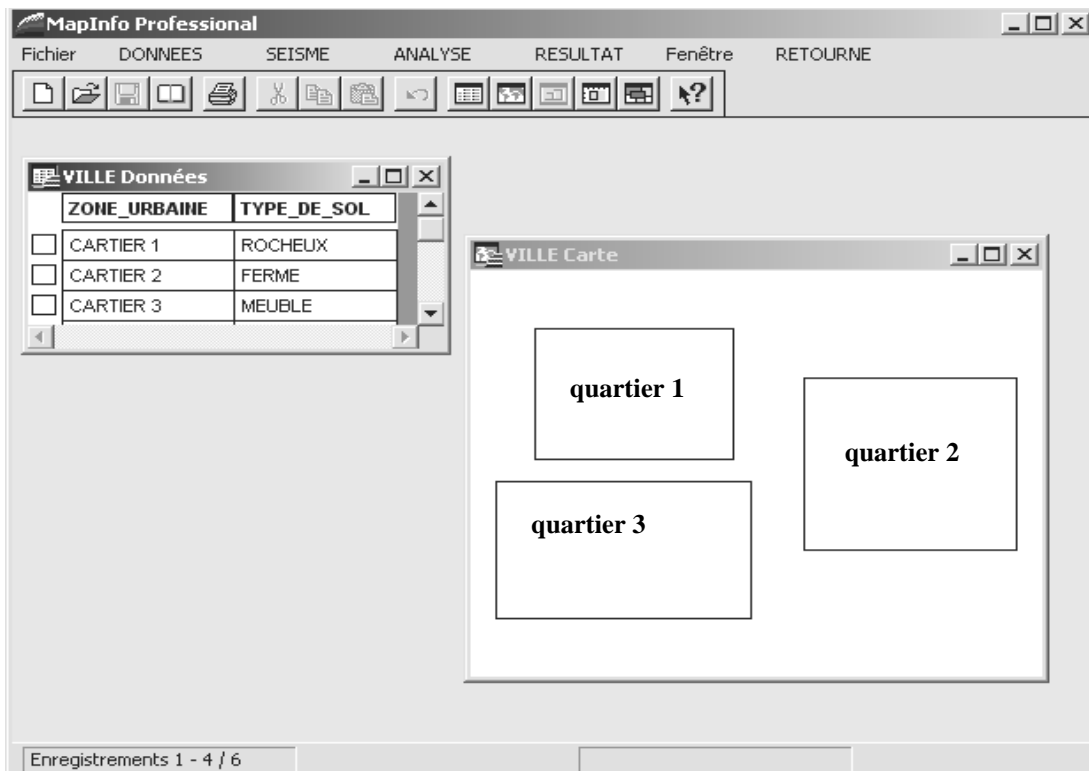 MapInfo Professional
Fichier DONNEES SEISME ANALYSE RESULTAT Fenêtre RETOURNE
VILLE Données
ZONE_URBAINE TYPE_DE_SOL
CARTIER 1 ROCHEUX
CARTIER 2 FERME
CARTIER 3 MEUBLE
VILLE Carte
quartier 1
quartier 2
quartier 3
Enregistrements 1 - 4 / 6